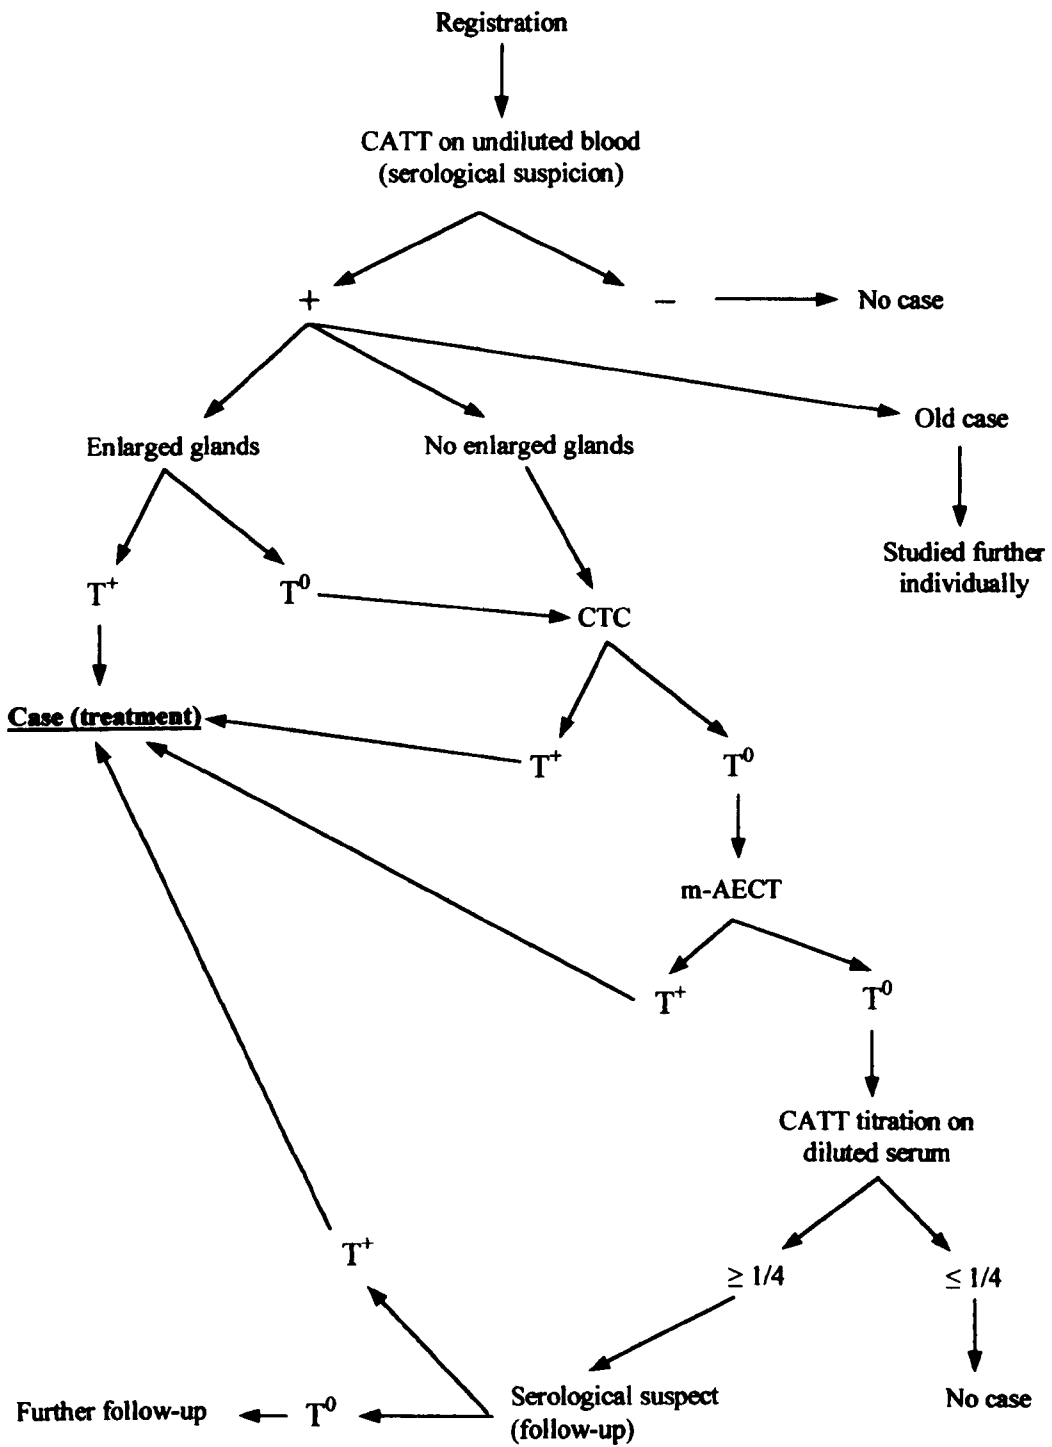 Registration
CATT on undiluted blood
(serological suspicion)
+
− No case
Old case
Enlarged glands
No enlarged glands
Studied further
individually
T⁺
T⁰
CTC
Case (treatment)
T⁺
T⁰
m-AECT
T⁺
T⁰
CATT titration on
diluted serum
T⁺
≥ 1/4
≤ 1/4
Serological suspect
(follow-up)
No case
Further follow-up
T⁰